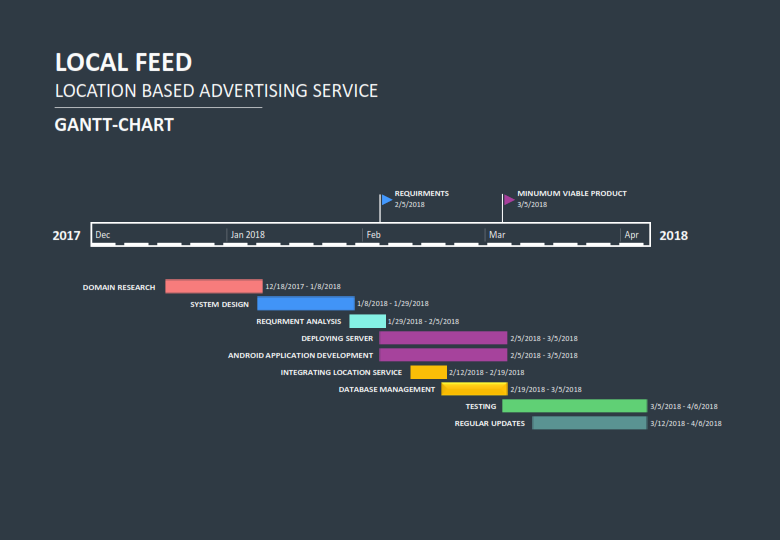 LOCAL FEED
LOCATION BASED ADVERTISING SERVICE
GANTT-CHART
REQUIRMENTS
2/5/2018
MINUMUM VIABLE PRODUCT
3/5/2018
2017 Dec Jan 2018 Feb Mar Apr 2018
DOMAIN RESEARCH 12/18/2017 - 1/8/2018
SYSTEM DESIGN 1/8/2018 - 1/29/2018
REQURMENT ANALYSIS 1/29/2018 - 2/5/2018
DEPLOYING SERVER 2/5/2018 - 3/5/2018
ANDROID APPLICATION DEVELOPMENT 2/5/2018 - 3/5/2018
INTEGRATING LOCATION SERVICE 2/12/2018 - 2/19/2018
DATABASE MANAGEMENT 2/19/2018 - 3/5/2018
TESTING 3/5/2018 - 4/6/2018
REGULAR UPDATES 3/12/2018 - 4/6/2018